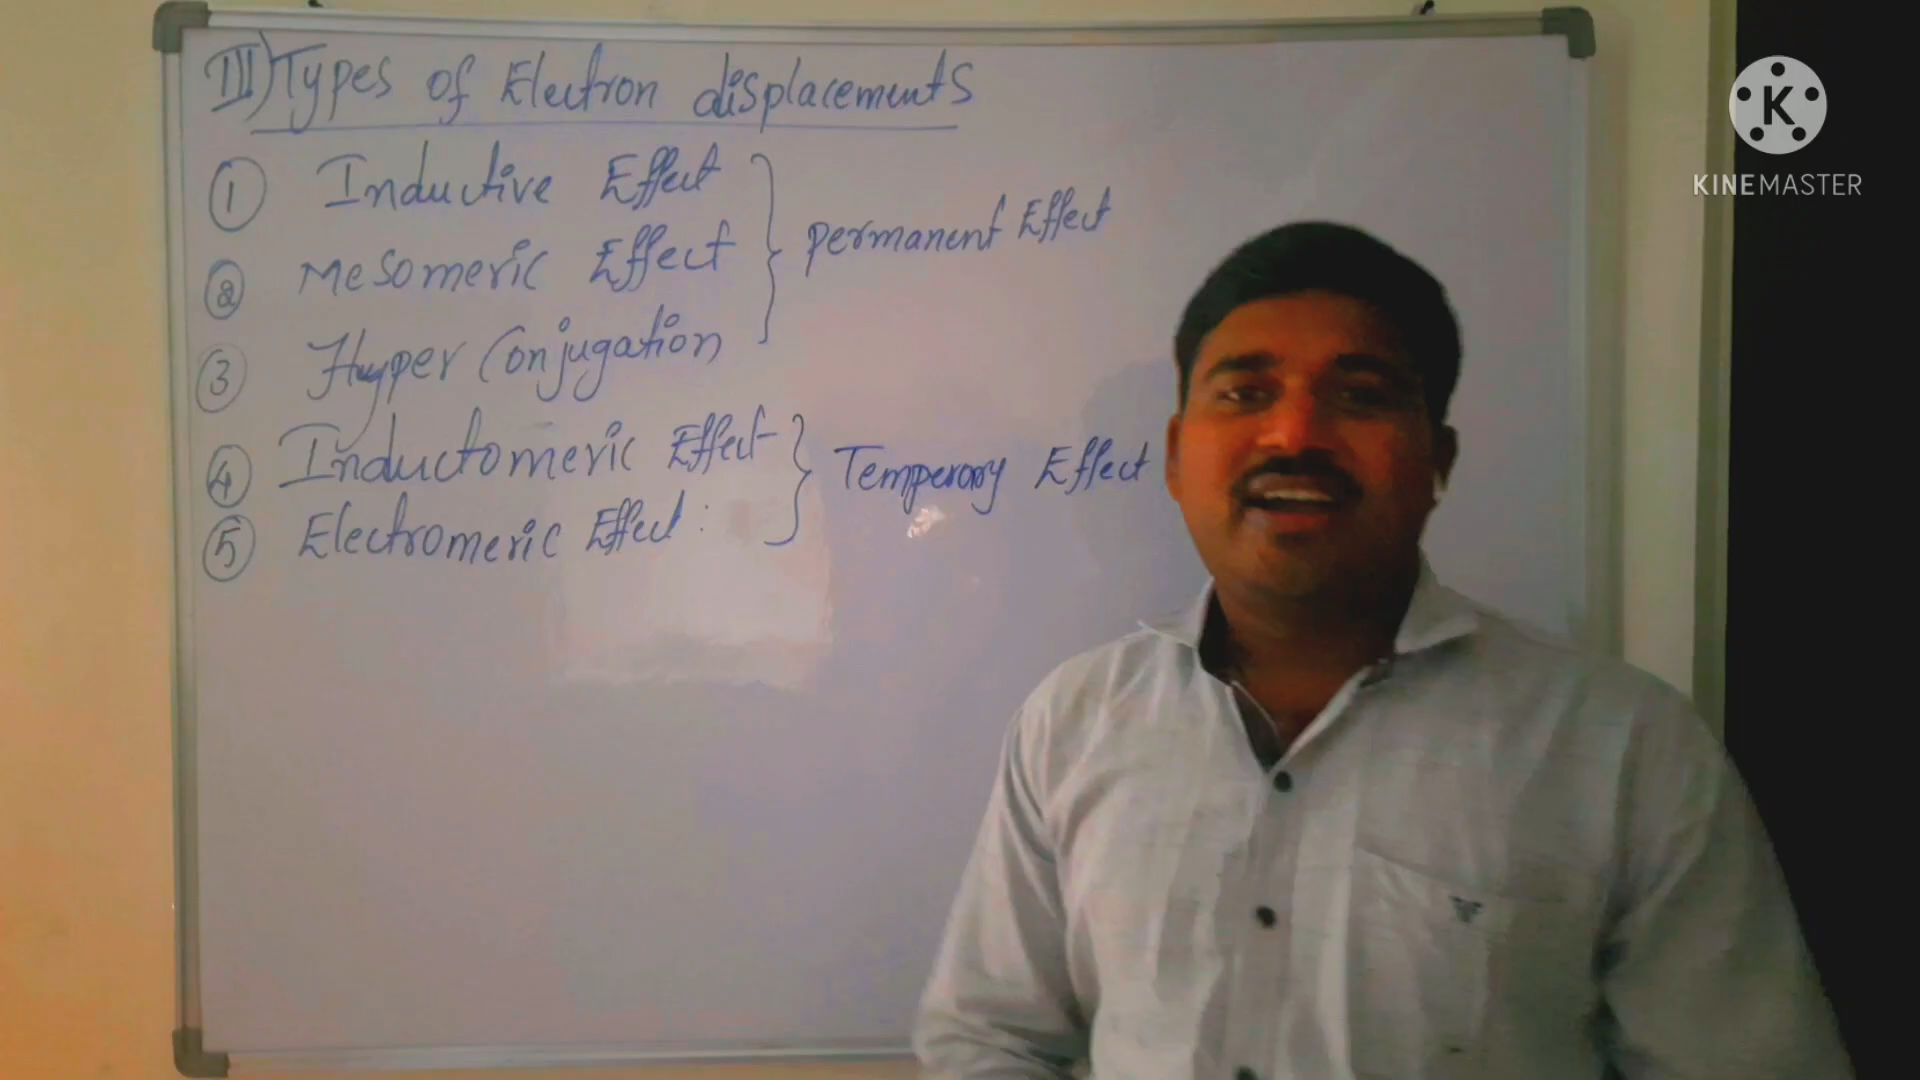 III) Types of Electron displacements
① Inductive Effect
② Mesomeric Effect
③ Hyper Conjugation
} permanent Effect
④ Inductomeric Effect
⑤ Electromeric Effect :
} Temperory Effect
K
KINEMASTER